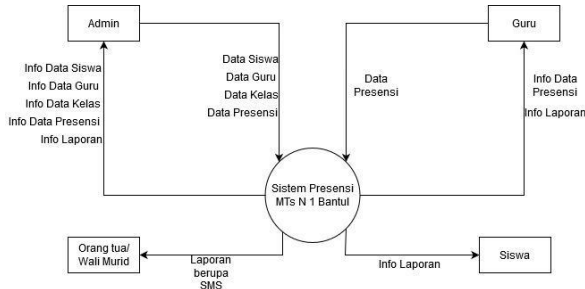 Admin
Guru
Info Data Siswa
Info Data Guru
Info Data Kelas
Info Data Presensi
Info Laporan
Data Siswa
Data Guru
Data Kelas
Data Presensi
Data
Presensi
Info Data
Presensi
Info Laporan
Sistem Presensi
MTs N 1 Bantul
Orang tua/
Wali Murid
Laporan
berupa
SMS
Info Laporan
Siswa